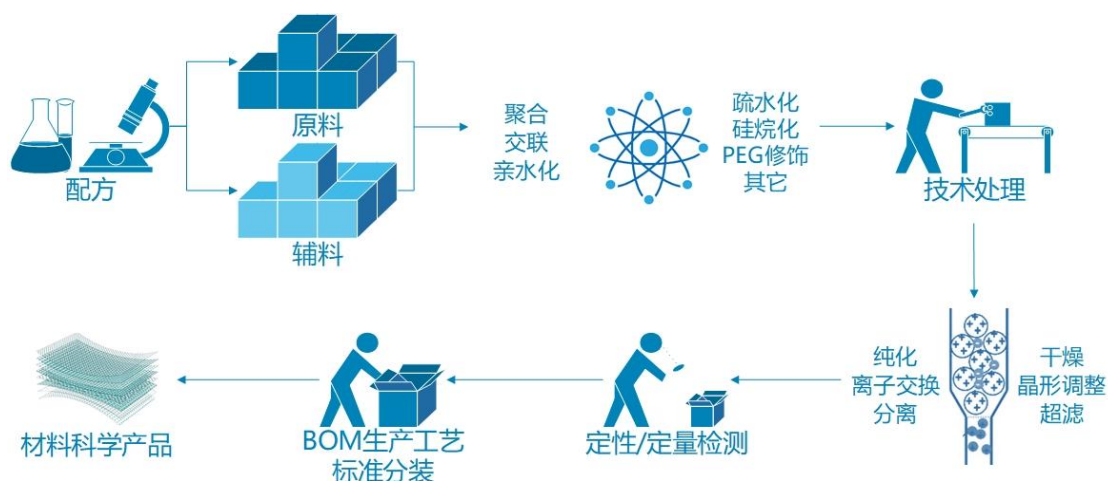 配方
原料
辅料
聚合
交联
亲水化
疏水化
硅烷化
PEG修饰
其它
技术处理
纯化
离子交换
分离
干燥
晶形调整
超滤
定性/定量检测
BOM生产工艺
标准分装
材料科学产品